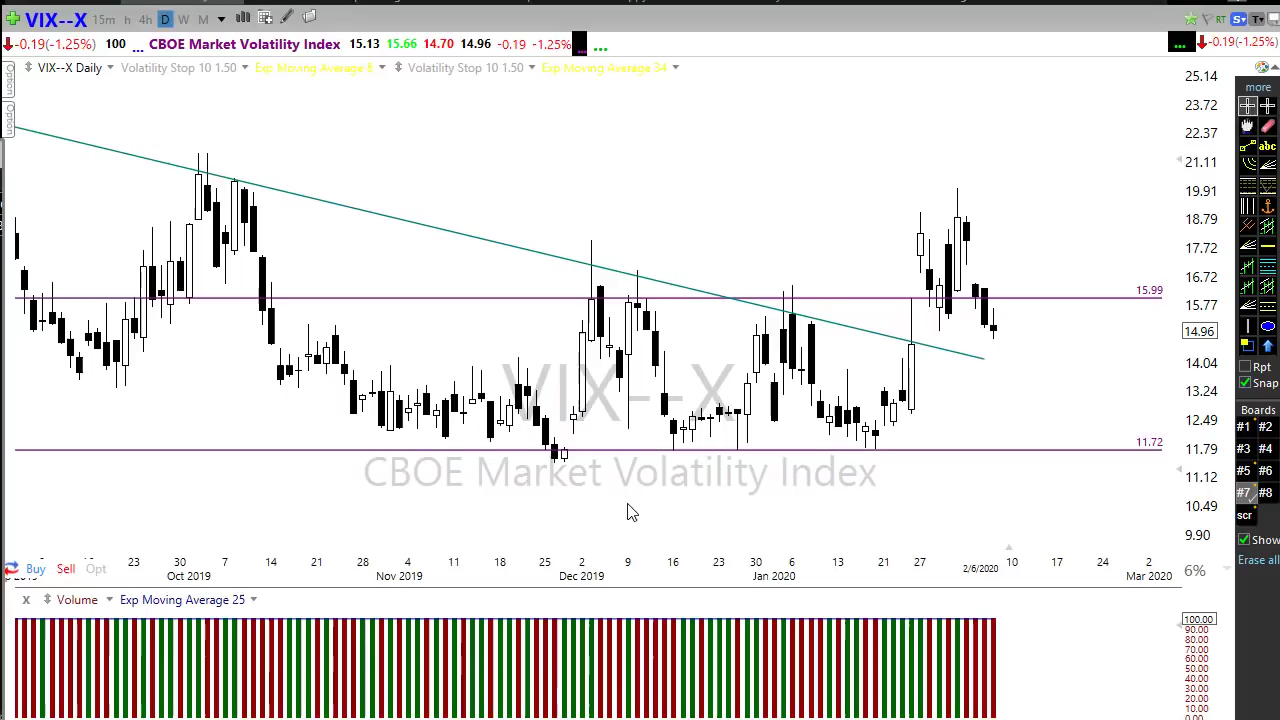 VIX--X 15m h 4h D W M RT S T
-0.19(-1.25%) 100 ... CBOE Market Volatility Index 15.13 15.66 14.70 14.96 -0.19 -1.25% ... ... -0.19(-1.25%)
VIX--X Daily Volatility Stop 10 1.50 Exp Moving Average 8 Volatility Stop 10 1.50 Exp Moving Average 34
Option
Option
25.14
23.72
22.37
21.11
19.91
18.79
17.72
16.72
15.77
14.96
14.04
13.24
12.49
11.79
11.12
10.49
9.90
6%
15.99
11.72
VIX--X
CBOE Market Volatility Index
more
abc
Rpt
Snap
Boards
#1 #2
#3 #4
#5 #6
#7 #8
scr
Show
Erase all
23 30 7 14 21 28 4 11 18 25 2 9 16 23 30 6 13 21 27 10 17 24 2
Oct 2019 Nov 2019 Dec 2019 Jan 2020 2/6/2020 Mar 2020
Buy Sell Opt
X Volume Exp Moving Average 25
100.00
90.00
80.00
70.00
60.00
50.00
40.00
30.00
20.00
10.00
0.00